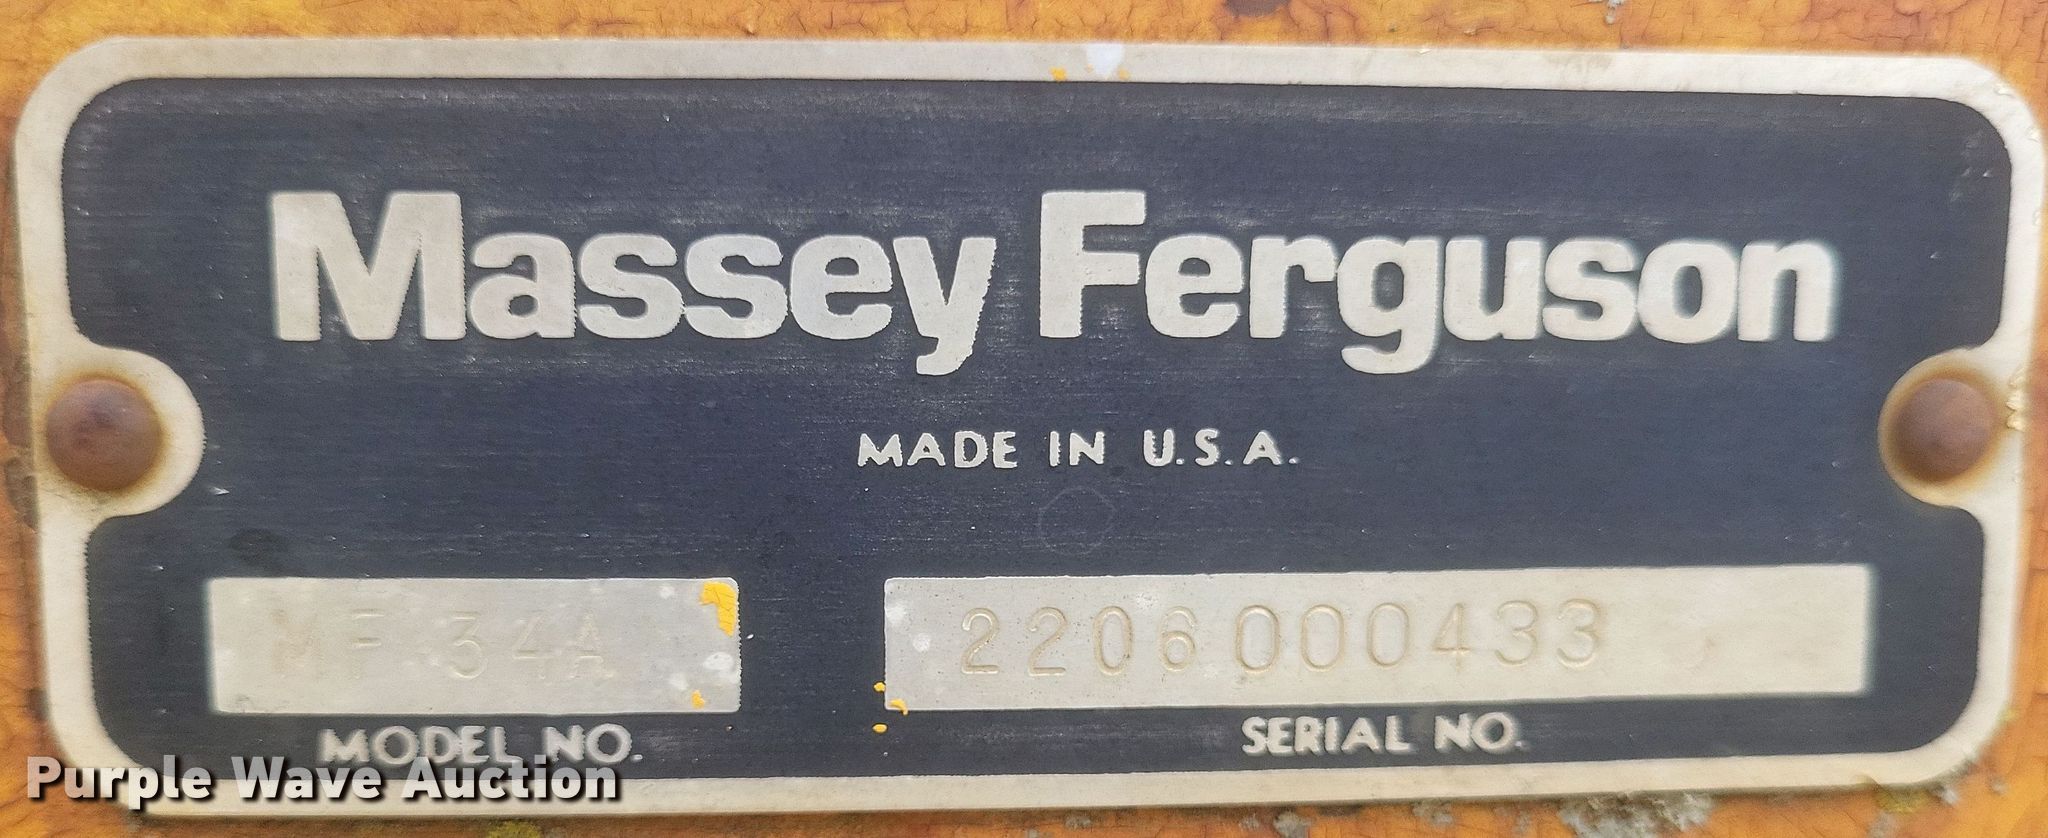 Massey Ferguson
MADE IN U.S.A.
MF 34A 2206000433
MODEL NO. SERIAL NO.
Purple Wave Auction